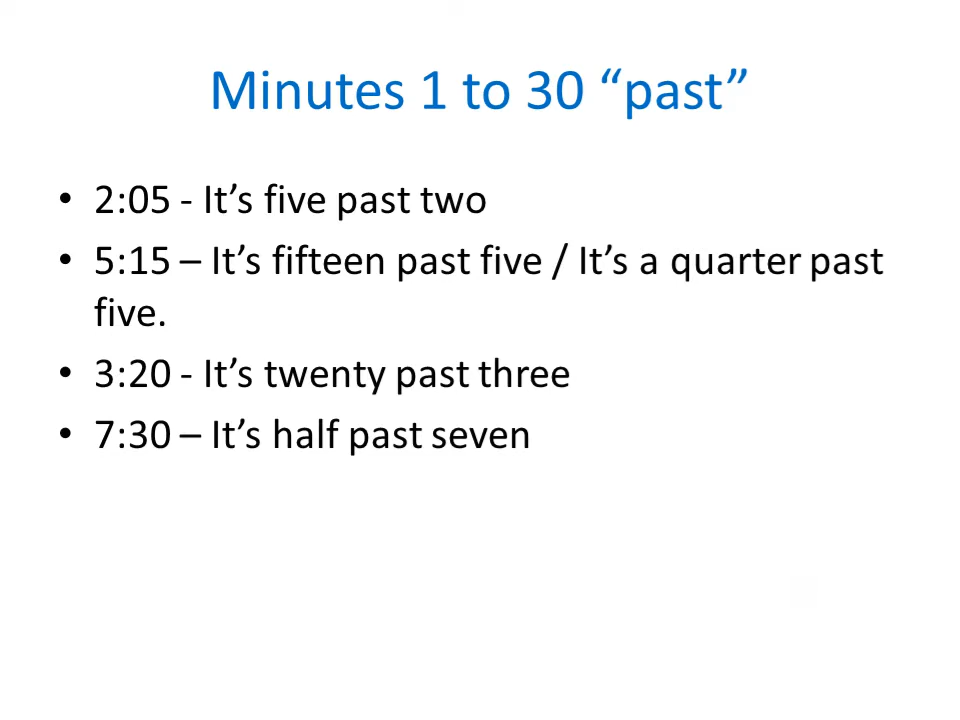 Minutes 1 to 30 “past”
• 2:05 - It’s five past two
• 5:15 – It’s fifteen past five / It’s a quarter past
five.
• 3:20 - It’s twenty past three
• 7:30 – It’s half past seven